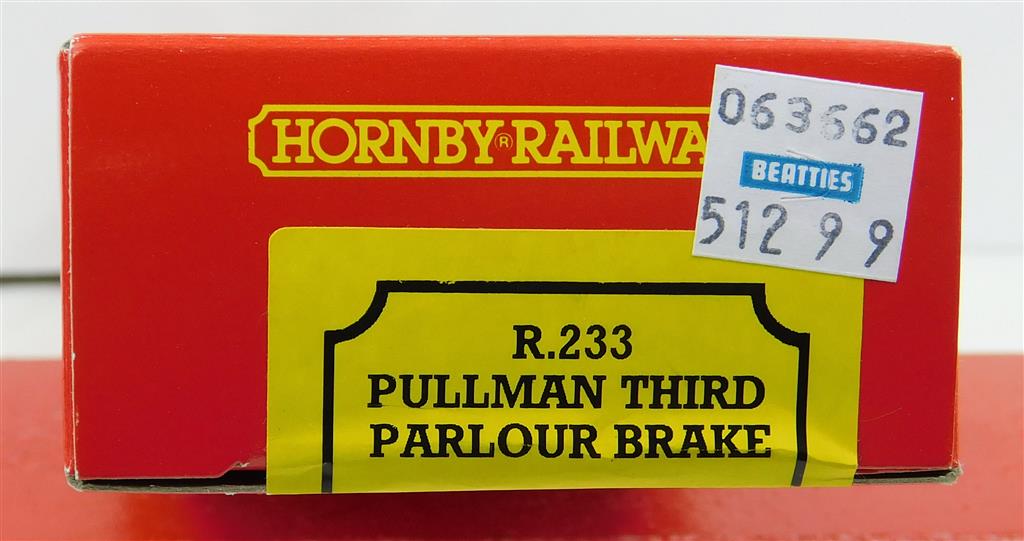 HORNBY® RAILWA
063662
BEATTIES
512 99
R.233
PULLMAN THIRD
PARLOUR BRAKE